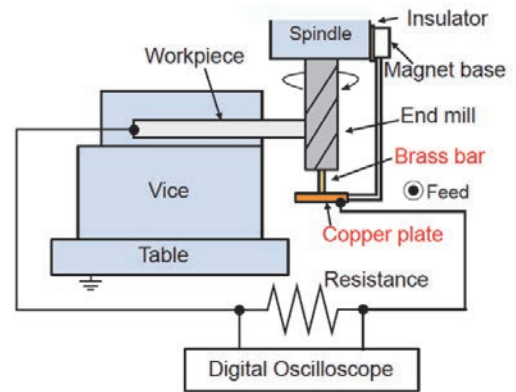 Insulator
Spindle
Workpiece
Magnet base
End mill
Brass bar
Vice
Feed
Copper plate
Table
Resistance
Digital Oscilloscope